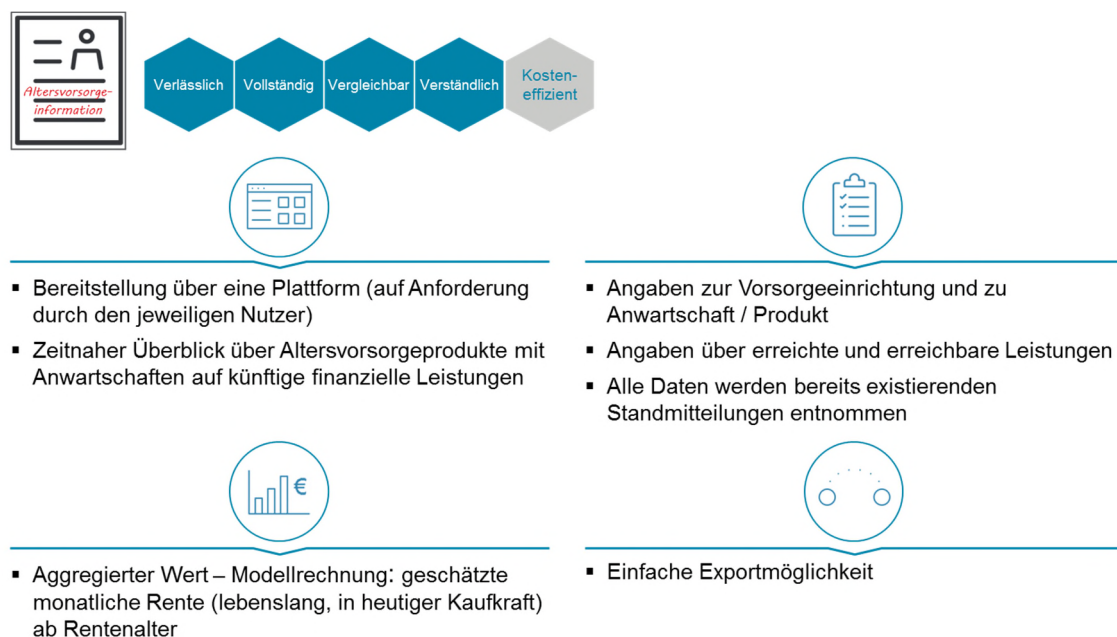 Altersvorsorge-
information
Verlässlich
Vollständig
Vergleichbar
Verständlich
Kosten-
effizient
▪ Bereitstellung über eine Plattform (auf Anforderung
durch den jeweiligen Nutzer)
▪ Zeitnaher Überblick über Altersvorsorgeprodukte mit
Anwartschaften auf künftige finanzielle Leistungen
▪ Angaben zur Vorsorgeeinrichtung und zu
Anwartschaft / Produkt
▪ Angaben über erreichte und erreichbare Leistungen
▪ Alle Daten werden bereits existierenden
Standmitteilungen entnommen
€
▪ Aggregierter Wert – Modellrechnung: geschätzte
monatliche Rente (lebenslang, in heutiger Kaufkraft)
ab Rentenalter
▪ Einfache Exportmöglichkeit